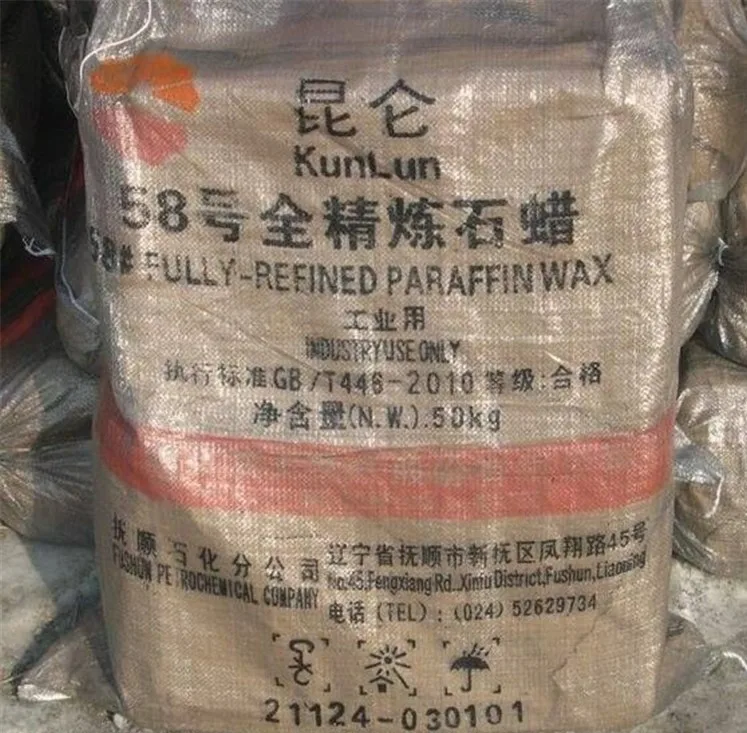 昆仑
KunLun
58号全精炼石蜡
58# FULLY-REFINED PARAFFIN WAX
工业用
INDUSTRYUSEONLY
执行标准GB/T446-2010 等级:合格
净含量(N.W.).50kg
抚顺石化分公司
FUSHUN PETROCHEMICAL COMPANY
辽宁省抚顺市新抚区凤翔路45号
No.45,Fengxiang Rd. Xinfu District,Fushun,Liaoning
电话(TEL):(024)52629734
21124-030101